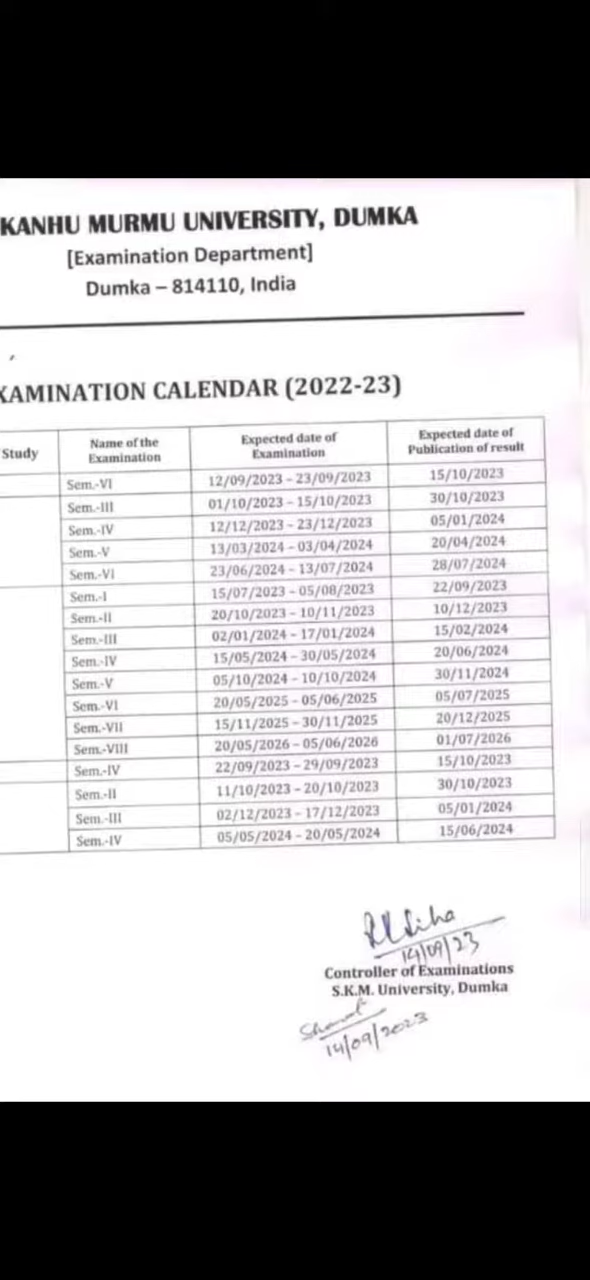 KANHU MURMU UNIVERSITY, DUMKA
[Examination Department]
Dumka – 814110, India
XAMINATION CALENDAR (2022-23)
Study Name of the Examination Expected date of Examination Expected date of Publication of result
Sem.-VI 12/09/2023 – 23/09/2023 15/10/2023
Sem.-III 01/10/2023 – 15/10/2023 30/10/2023
Sem.-IV 12/12/2023 – 23/12/2023 05/01/2024
Sem.-V 13/03/2024 – 03/04/2024 20/04/2024
Sem.-VI 23/06/2024 – 13/07/2024 28/07/2024
Sem.-I 15/07/2023 – 05/08/2023 22/09/2023
Sem.-II 20/10/2023 – 10/11/2023 10/12/2023
Sem.-III 02/01/2024 – 17/01/2024 15/02/2024
Sem.-IV 15/05/2024 – 30/05/2024 20/06/2024
Sem.-V 05/10/2024 – 10/10/2024 30/11/2024
Sem.-VI 20/05/2025 – 05/06/2025 05/07/2025
Sem.-VII 15/11/2025 – 30/11/2025 20/12/2025
Sem.-VIII 20/05/2026 – 05/06/2026 01/07/2026
Sem.-IV 22/09/2023 – 29/09/2023 15/10/2023
Sem.-II 11/10/2023 – 20/10/2023 30/10/2023
Sem.-III 02/12/2023 – 17/12/2023 05/01/2024
Sem.-IV 05/05/2024 – 20/05/2024 15/06/2024
14/09/23
Controller of Examinations
S.K.M. University, Dumka
14/09/2023